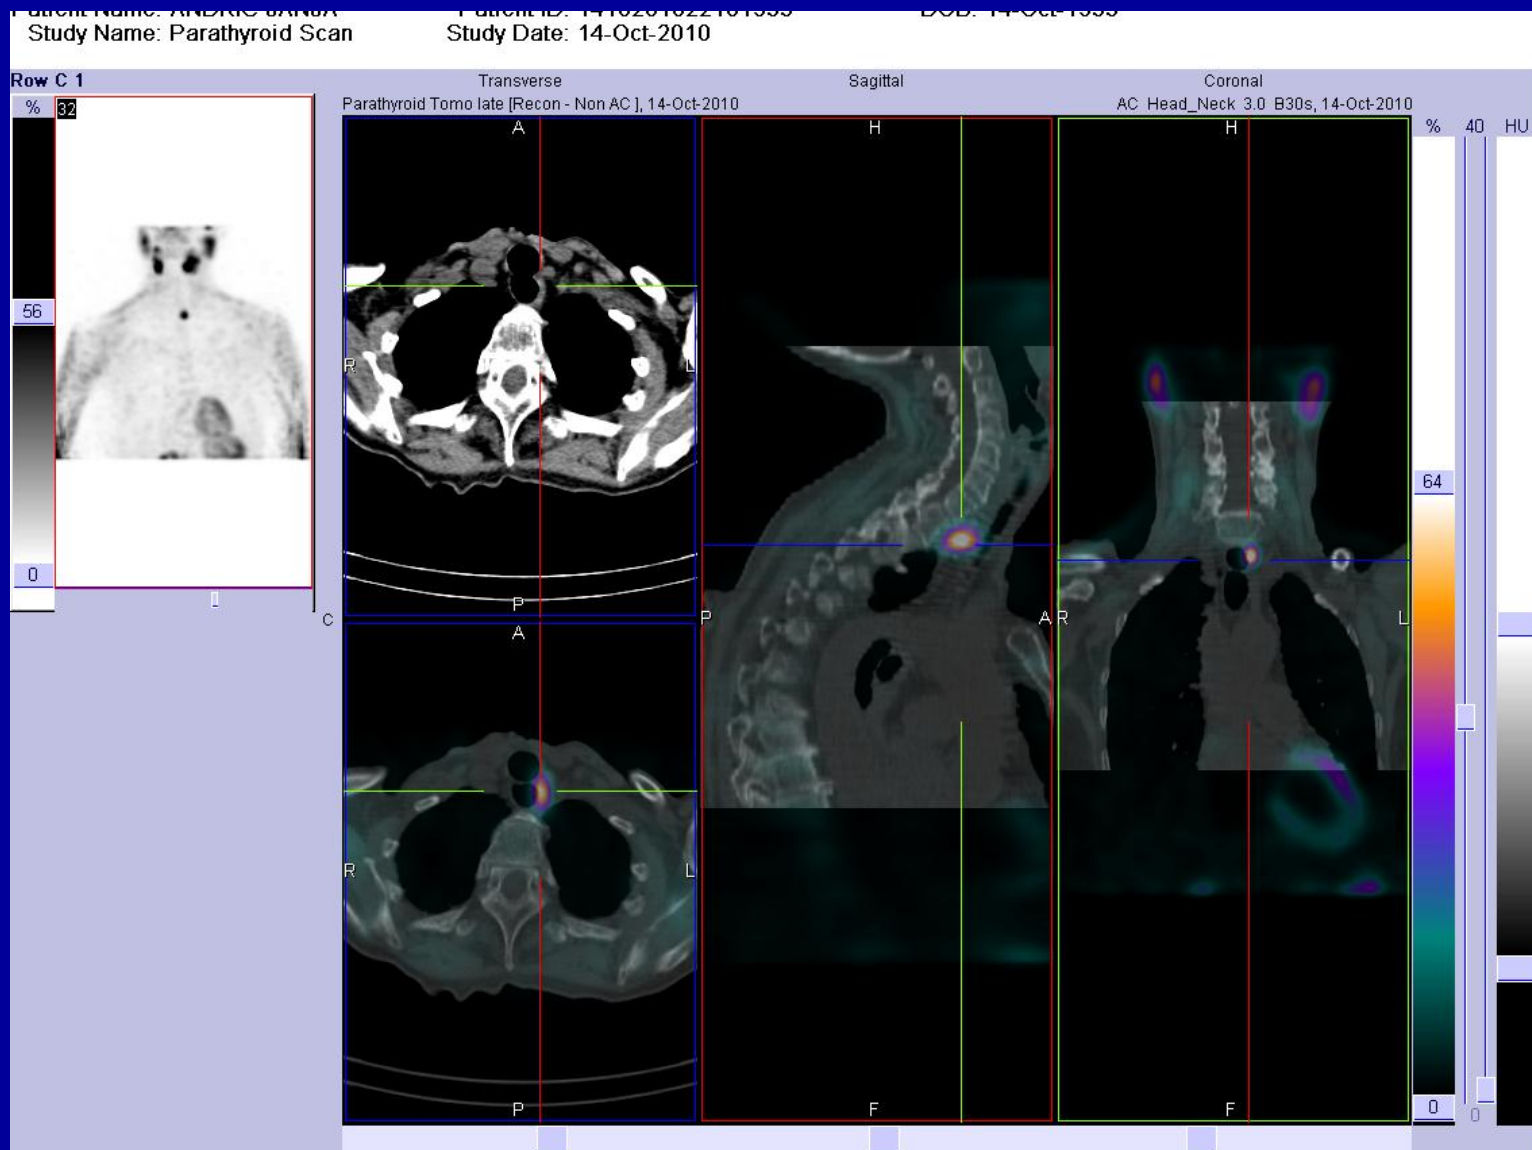 Study Name: Parathyroid Scan Study Date: 14-Oct-2010
Row C 1
Transverse Sagittal Coronal
Parathyroid Tomo late [Recon - Non AC ], 14-Oct-2010 AC Head_Neck 3.0 B30s, 14-Oct-2010
% 32 % 40 HU
A H H
56
R L
64
0
P
C
A
P A R L
R L
P F F
0 0